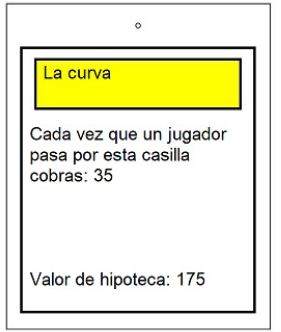 La curva
Cada vez que un jugador
pasa por esta casilla
cobras: 35
Valor de hipoteca: 175